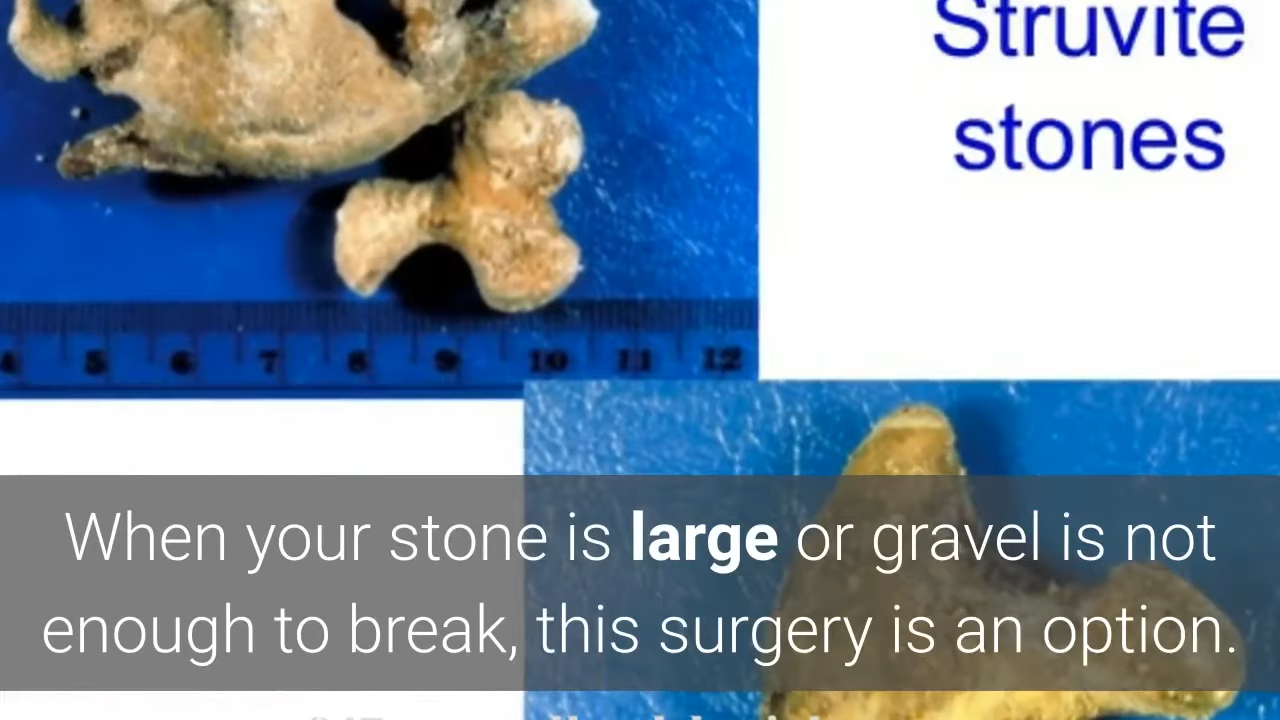 Struvite
stones
4 5 6 7 8 9 10 11 12
When your stone is large or gravel is not
enough to break, this surgery is an option.